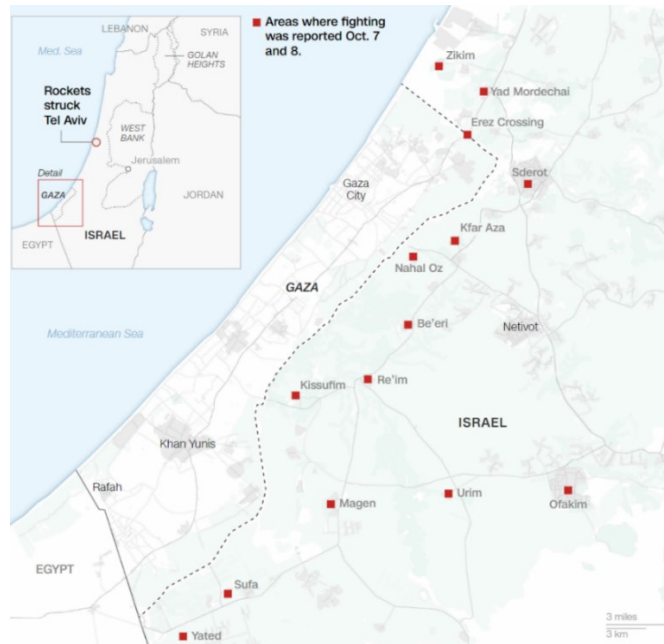 LEBANON
SYRIA
Med. Sea
GOLAN
HEIGHTS
Rockets
struck
Tel Aviv
WEST
BANK
Jerusalem
Detail
GAZA
JORDAN
ISRAEL
EGYPT
Areas where fighting
was reported Oct. 7
and 8.
Zikim
Yad Mordechai
Erez Crossing
Sderot
Gaza
City
Kfar Aza
Nahal Oz
GAZA
Mediterranean Sea
Be'eri
Netivot
Re'im
Kissufim
ISRAEL
Khan Yunis
Rafah
Magen
Urim
Ofakim
EGYPT
Sufa
Yated
3 miles
3 km